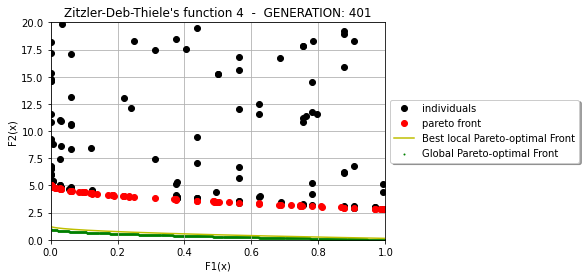 Zitzler-Deb-Thiele's function 4  -  GENERATION: 401
20.0
17.5
15.0
12.5
10.0
7.5
5.0
2.5
0.0
F2(x)
0.0 0.2 0.4 0.6 0.8 1.0
F1(x)
individuals
pareto front
Best local Pareto-optimal Front
Global Pareto-optimal Front